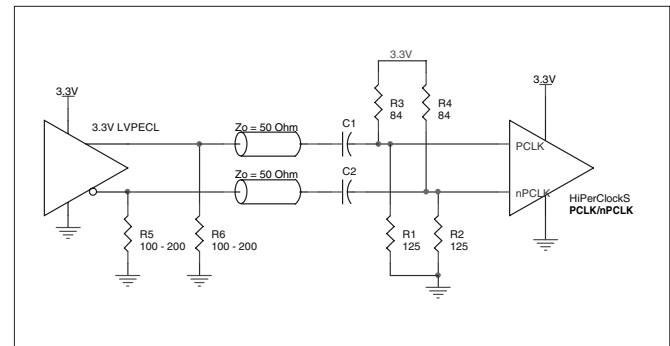 3.3V
3.3V
3.3V
R3
84
R4
84
3.3V LVPECL
Zo = 50 Ohm
C1
PCLK
Zo = 50 Ohm
C2
nPCLK
HiPerClockS
PCLK/nPCLK
R5
100 - 200
R6
100 - 200
R1
125
R2
125